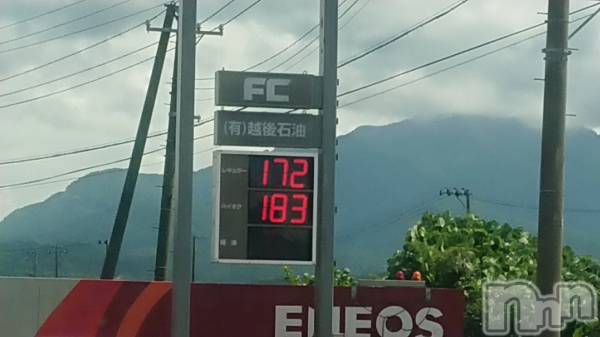 FC
(有)越後石油
レギュラー 172
ハイオク 183
軽油
ENEOS
nnn